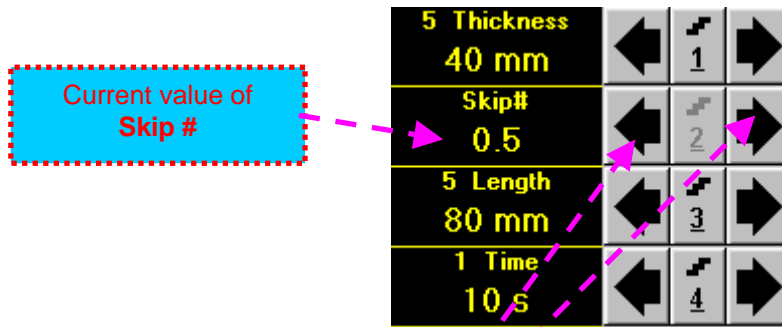 Current value of
Skip #
5 Thickness
40 mm
1
Skip#
0.5
2
5 Length
80 mm
3
1 Time
10 s
4